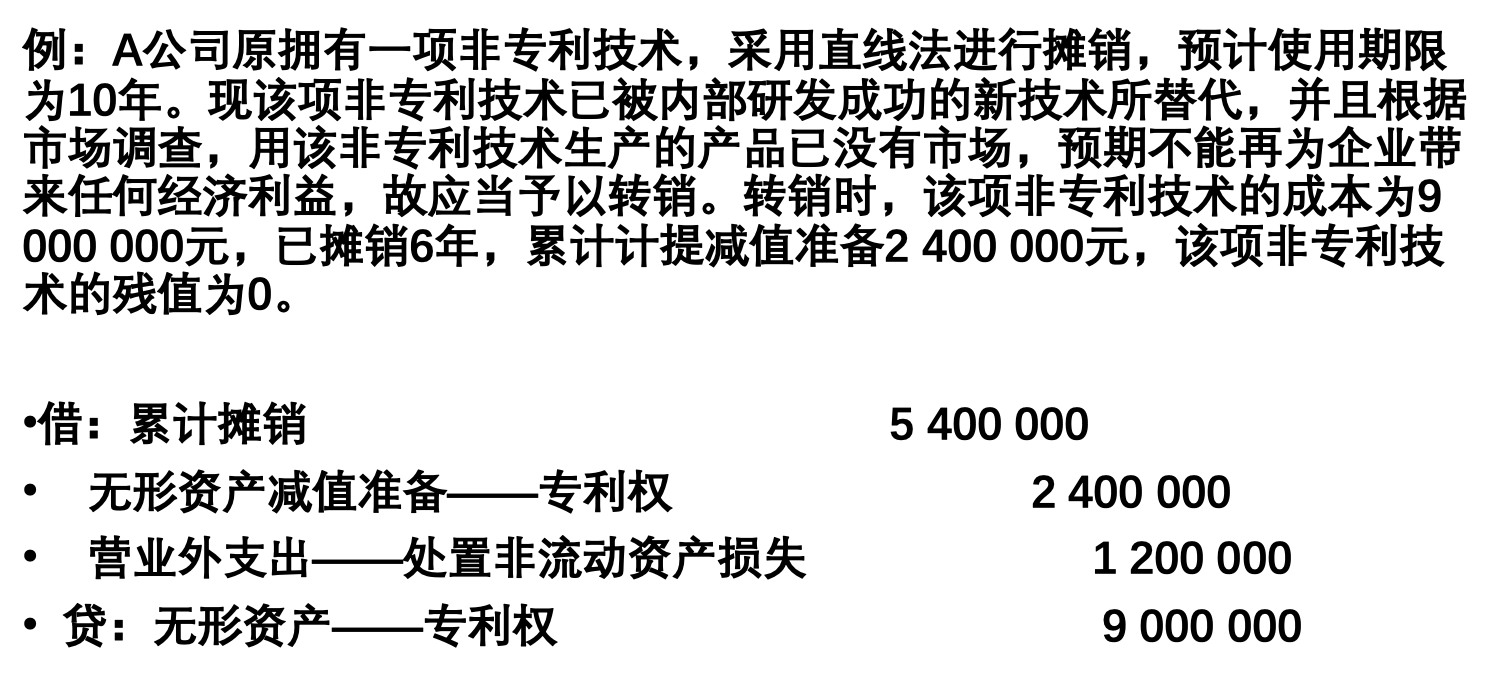 例：A公司原拥有一项非专利技术，采用直线法进行摊销，预计使用期限
为10年。现该项非专利技术已被内部研发成功的新技术所替代，并且根据
市场调查，用该非专利技术生产的产品已没有市场，预期不能再为企业带
来任何经济利益，故应当予以转销。转销时，该项非专利技术的成本为9
000 000元，已摊销6年，累计计提减值准备2 400 000元，该项非专利技
术的残值为0。
•借：累计摊销 5 400 000
• 无形资产减值准备——专利权 2 400 000
• 营业外支出——处置非流动资产损失 1 200 000
• 贷：无形资产——专利权 9 000 000